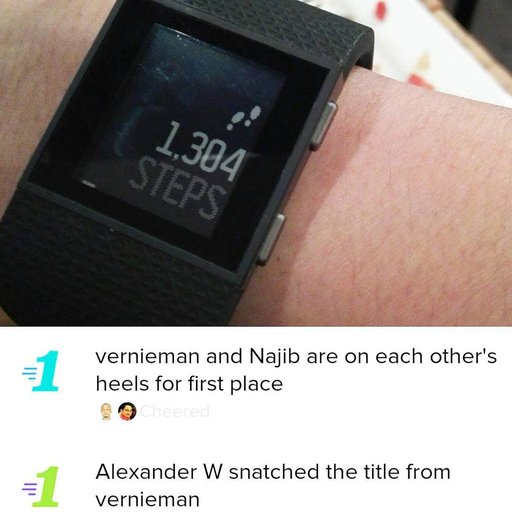 1,304
STEPS
1
vernieman and Najib are on each other's
heels for first place
Cheered
1
Alexander W snatched the title from
vernieman